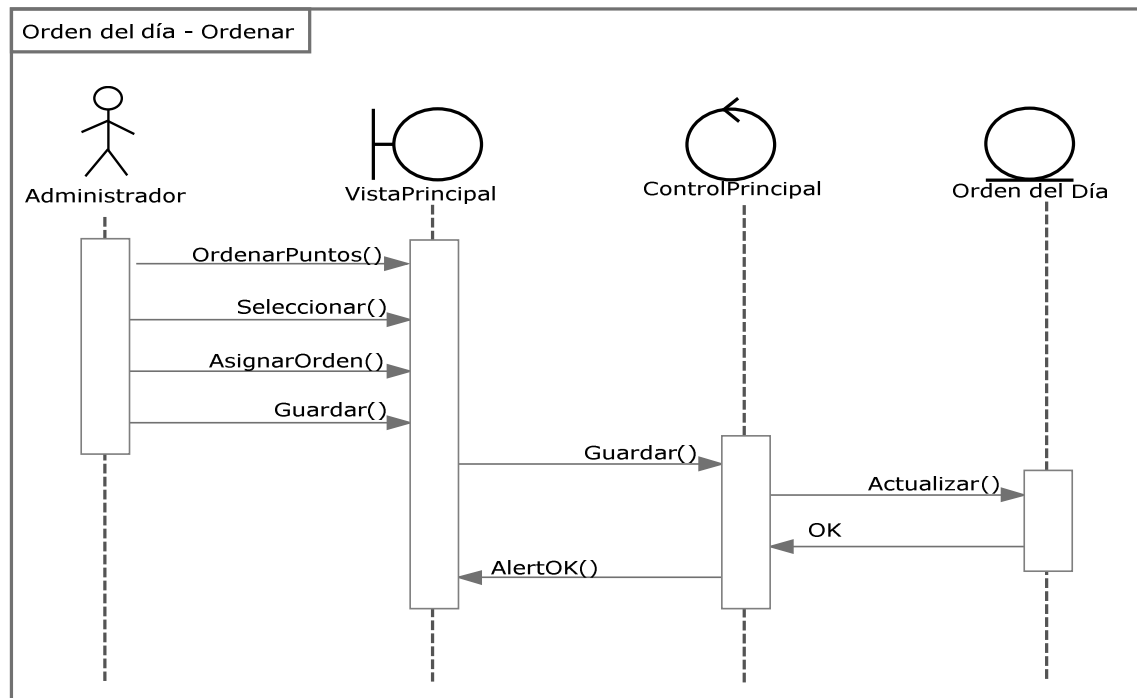 Orden del día - Ordenar
Administrador
VistaPrincipal
ControlPrincipal
Orden del Día
OrdenarPuntos()
Seleccionar()
AsignarOrden()
Guardar()
Guardar()
Actualizar()
OK
AlertOK()